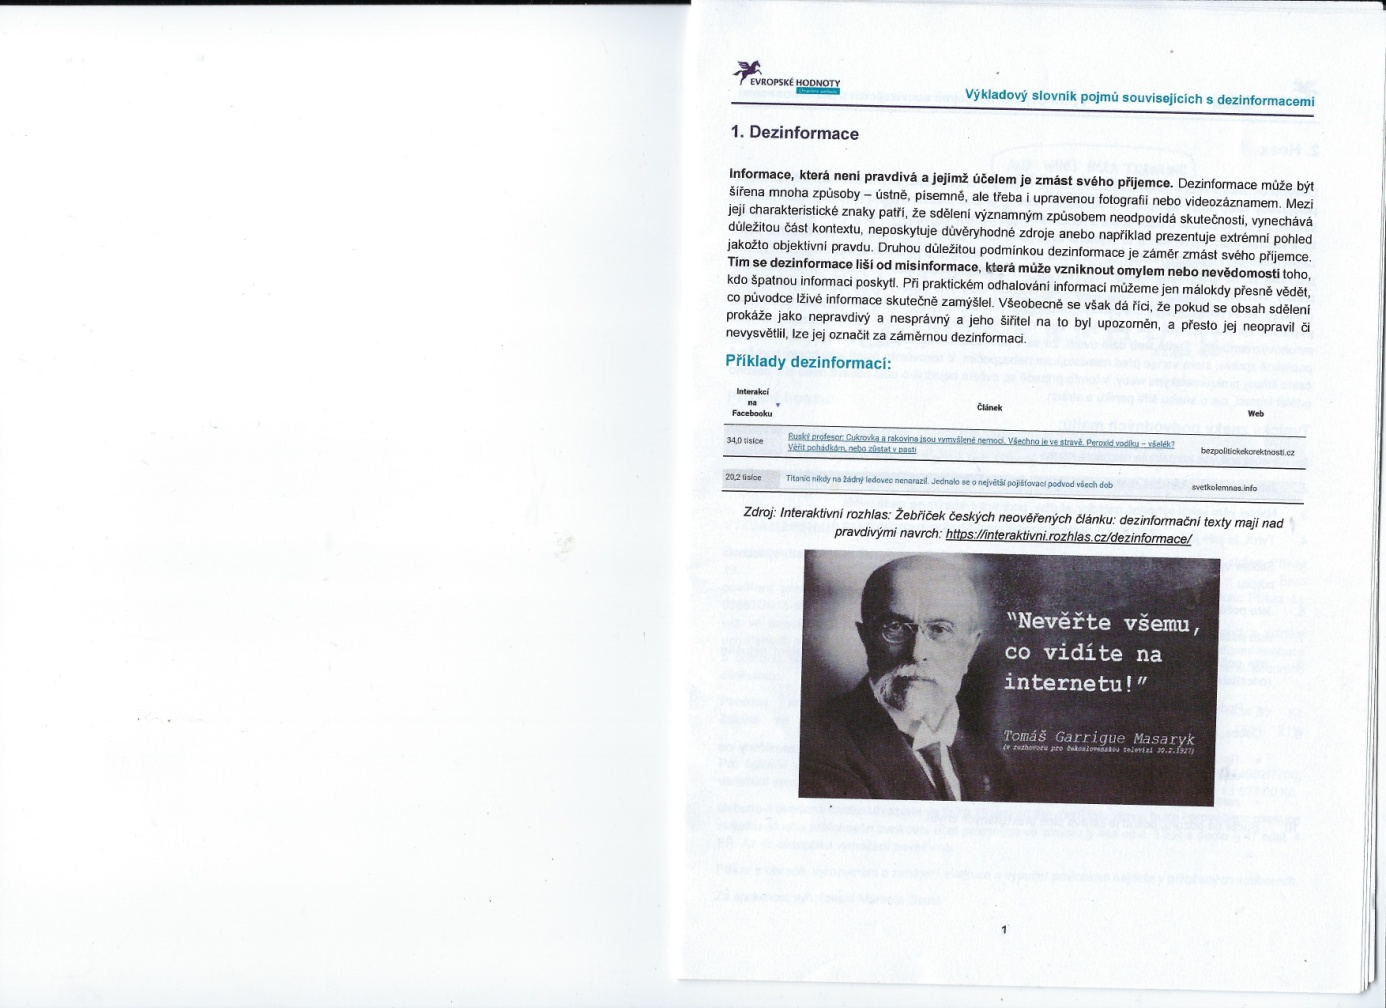 EVROPSKÉ HODNOTY
Výkladový slovník pojmů souvisejících s dezinformacemi
1. Dezinformace
Informace, která není pravdivá a jejímž účelem je zmást svého příjemce. Dezinformace může být
šířena mnoha způsoby – ústně, písemně, ale třeba i upravenou fotografií nebo videozáznamem. Mezi
její charakteristické znaky patří, že sdělení významným způsobem neodpovídá skutečnosti, vynechává
důležitou část kontextu, neposkytuje důvěryhodné zdroje anebo například prezentuje extrémní pohled
jakožto objektivní pravdu. Druhou důležitou podmínkou dezinformace je záměr zmást svého příjemce.
Tím se dezinformace liší od misinformace, která může vzniknout omylem nebo nevědomostí toho,
kdo špatnou informaci poskytl. Při praktickém odhalování informací můžeme jen málokdy přesně vědět,
co původce lživé informace skutečně zamýšlel. Všeobecně se však dá říci, že pokud se obsah sdělení
prokáže jako nepravdivý a nesprávný a jeho šiřitel na to byl upozorněn, a přesto jej neopravil či
nevysvětlil, lze jej označit za záměrnou dezinformaci.
Příklady dezinformací:
Interakcí
na
Facebooku
Článek
Web
34,0 tisíce
Ruský profesor: Cukrovka a rakovina jsou vymyšlené nemoci. Všechno je ve stravě. Peroxid vodíku – všelék?
Věřit pohádkám, nebo zůstat v pasti
bezpolitickekorektnosti.cz
20,2 tisíce
Titanic nikdy na žádný ledovec nenarazil. Jednalo se o největší pojišťovací podvod všech dob
svetkolemnas.info
Zdroj: Interaktivní rozhlas: Žebříček českých neověřených článku: dezinformační texty mají nad
pravdivými navrch: https://interaktivni.rozhlas.cz/dezinformace/
"Nevěřte všemu,
co vidíte na
internetu!"
Tomáš Garrigue Masaryk
(v rozhovoru pro Československou televizi 30.2.1927)
1